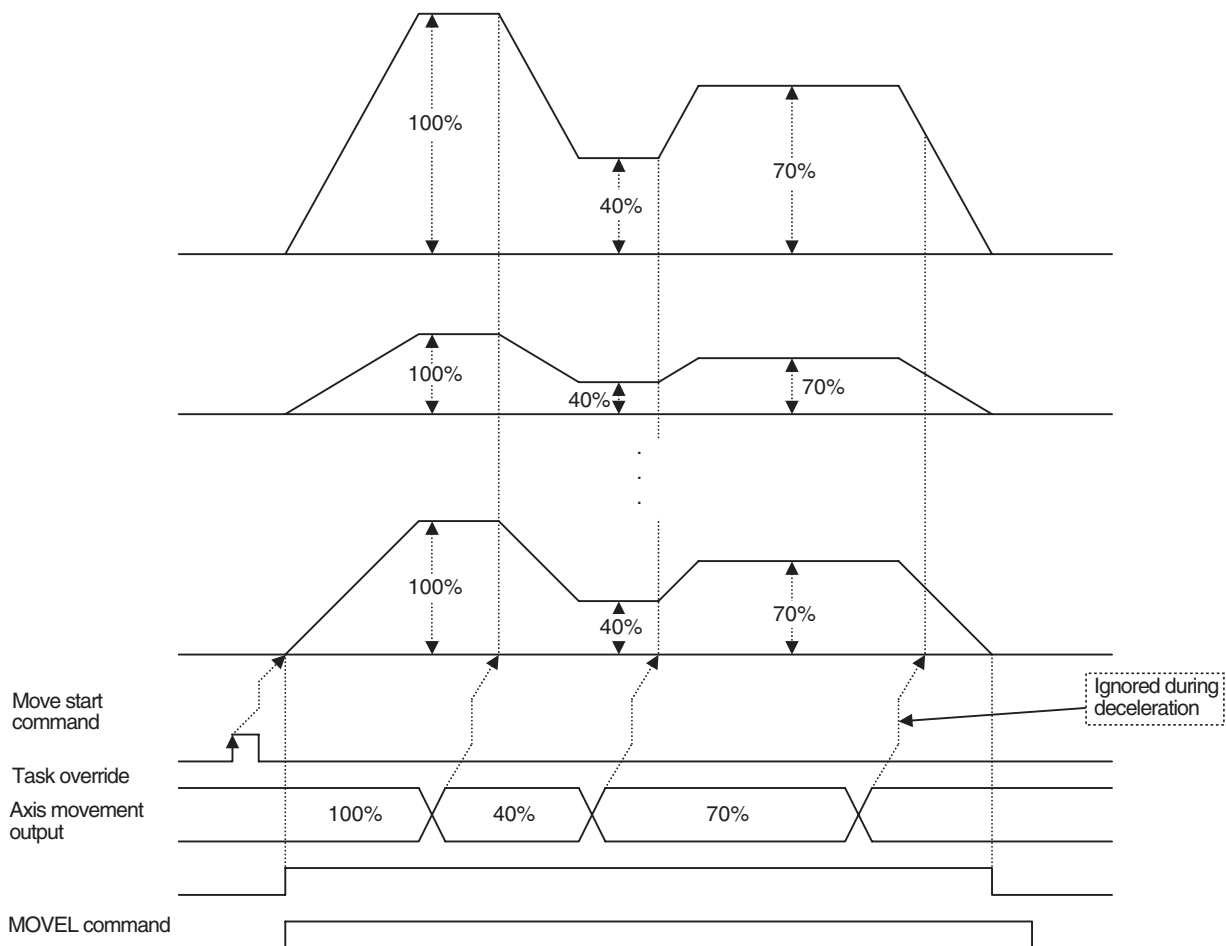 100%
40%
70%
100%
40%
70%
.
.
.
100%
40%
70%
Move start
command
Ignored during
deceleration
Task override
Axis movement
output
100%
40%
70%
MOVEL command